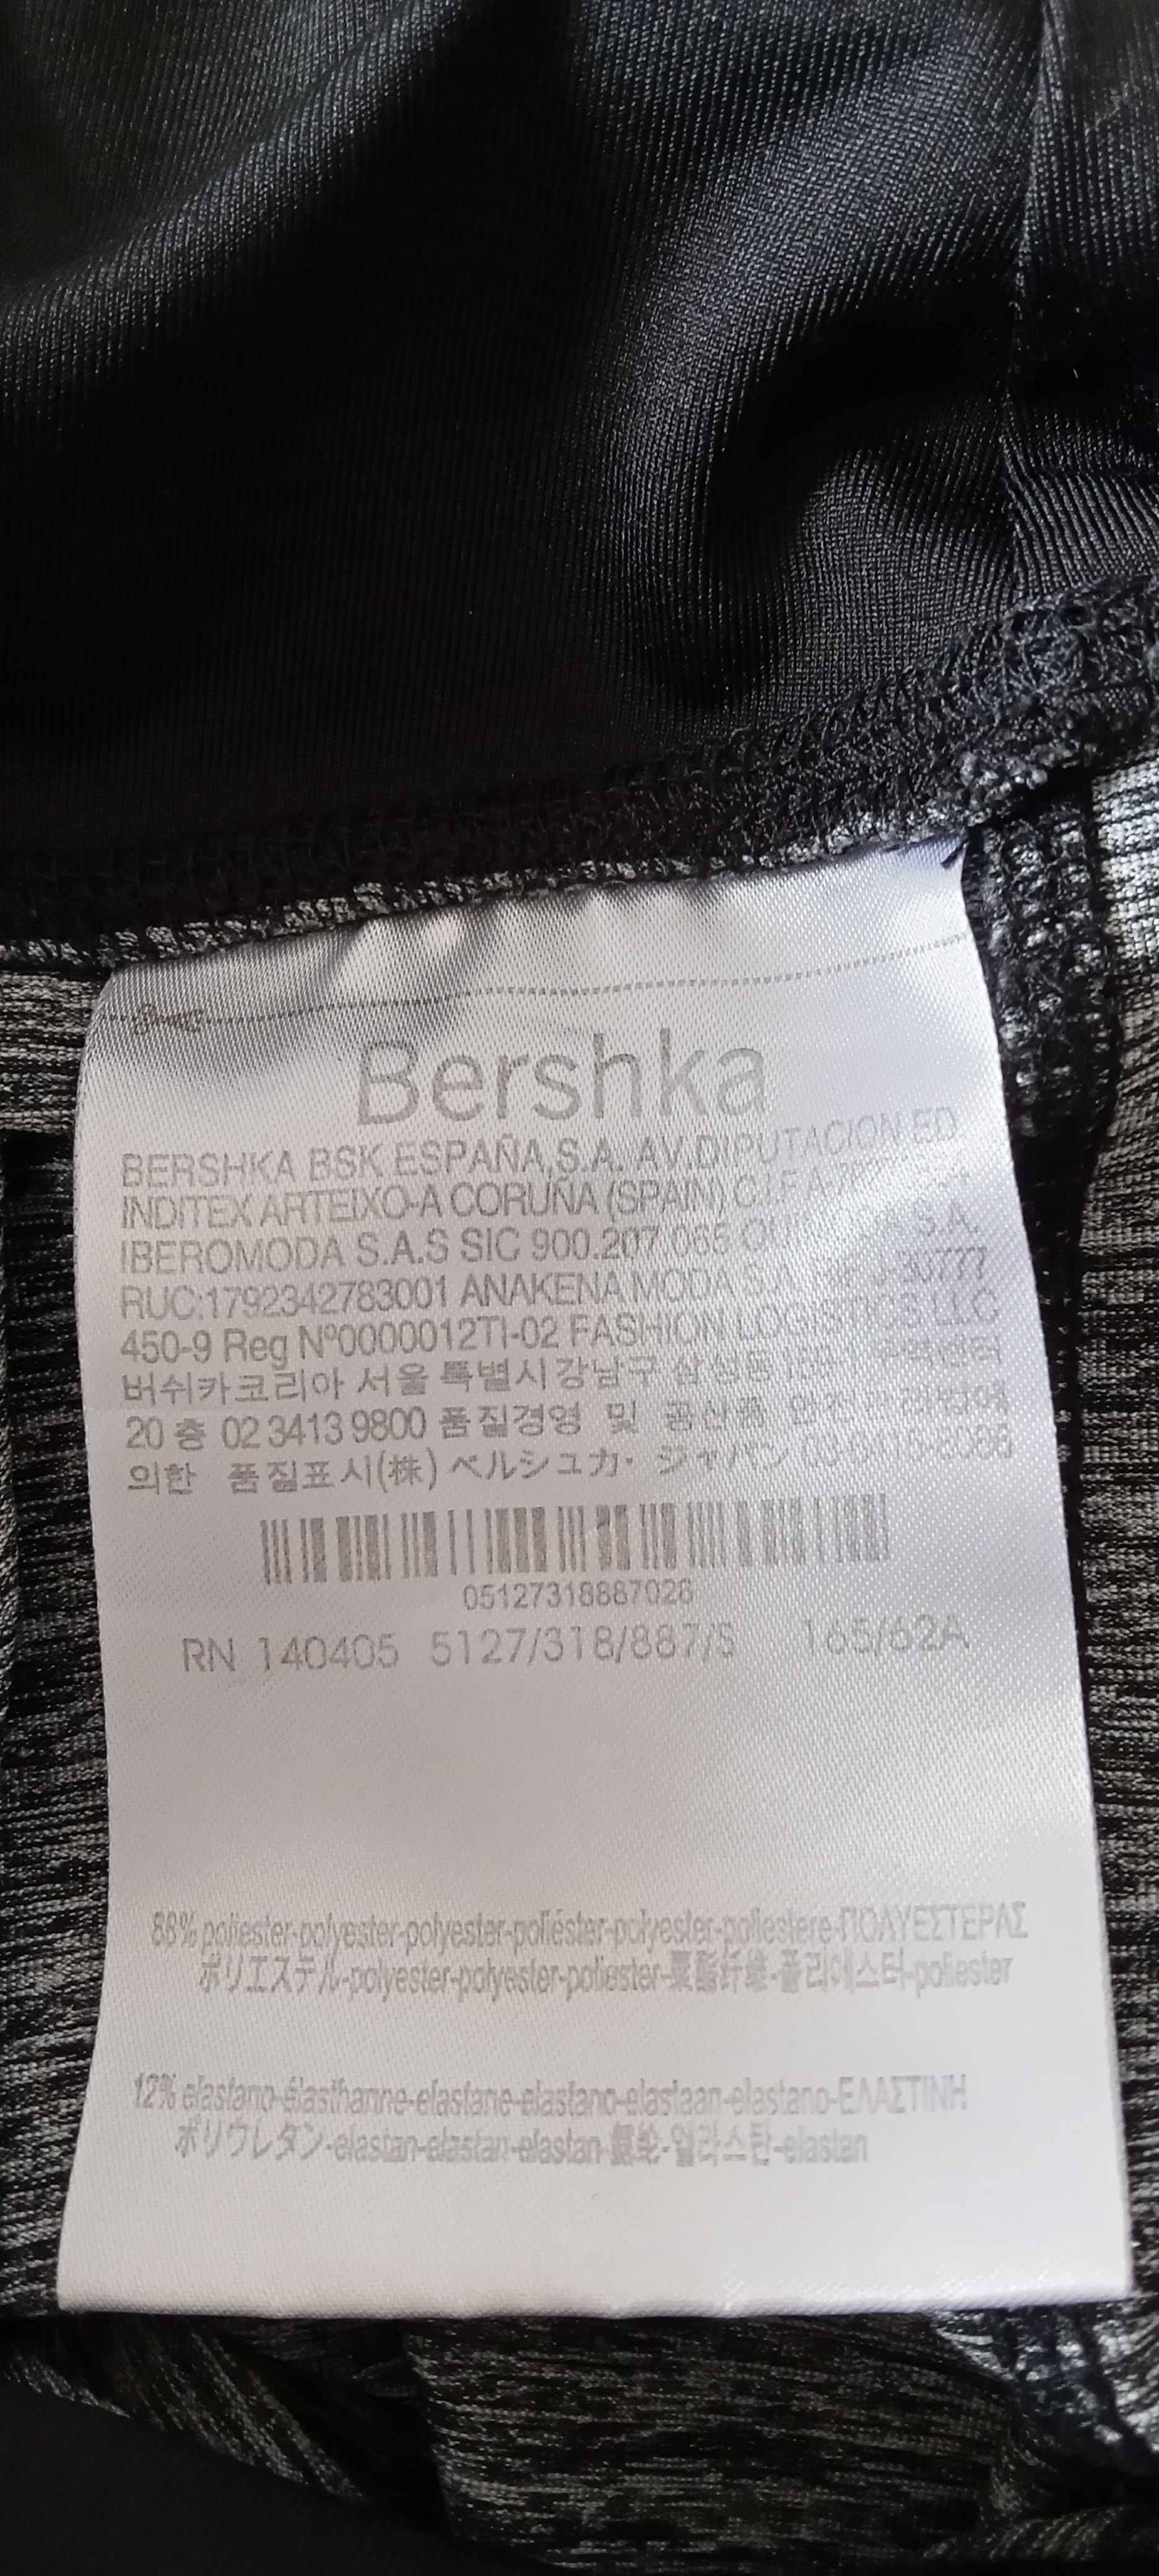 Bershka
BERSHKA BSK ESPAÑA,S.A. AV.DIPUTACION ED
INDITEX ARTEIXO-A CORUÑA (SPAIN)
IBEROMODA S.A.S SIC 900.207.065 S.A.
RUC:1792342783001 ANAKENA MODA S. J-30777
450-9 Reg Nº0000012TI-02 FASHION LOGISTICS LLC
버쉬카코리아 서울 특별시강남구 삼성동 159
20 층 02 3413 9800 품질경영 및 공산품
의한 품질표시(株) ベルシュカ・ ジャパン
05127318887028
RN 140405 5127/318/887/S 165/62A
88% poliester-polyester-polyester-poliéster-polyester-poliestere-ΠΟΛΥΕΣΤΕΡΑΣ
ポリエステル-polyester-polyester-poliester-聚酯纤维-폴리에스터-poliester
12% elastano-élasthanne-elastane-elastano-elastaan-elastano-ΕΛΑΣΤΙΝΗ
ポリウレタン-elastan-elastan-elastan 氨纶-엘라스탄-elastan